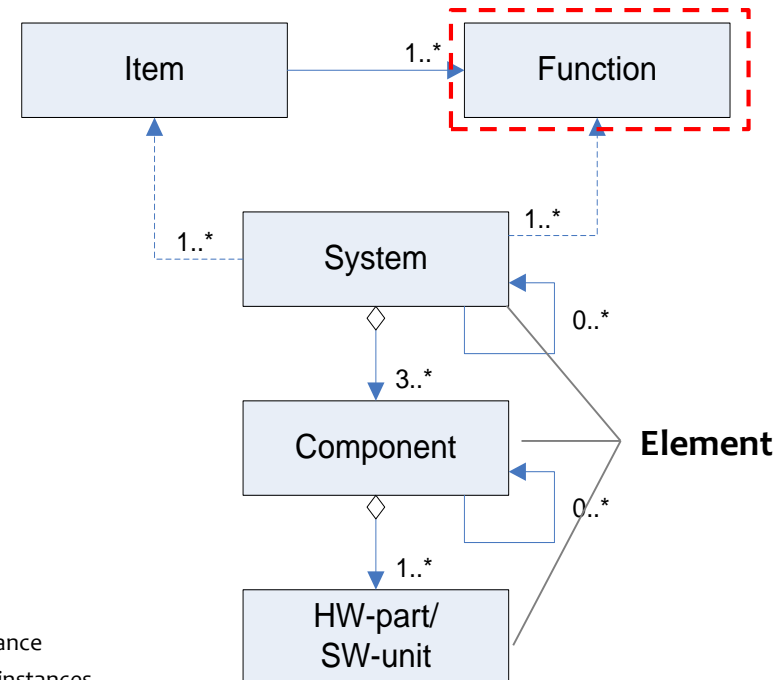 Item
1..*
Function
1..*
1..*
System
0..*
3..*
Component
Element
0..*
1..*
HW-part/
SW-unit